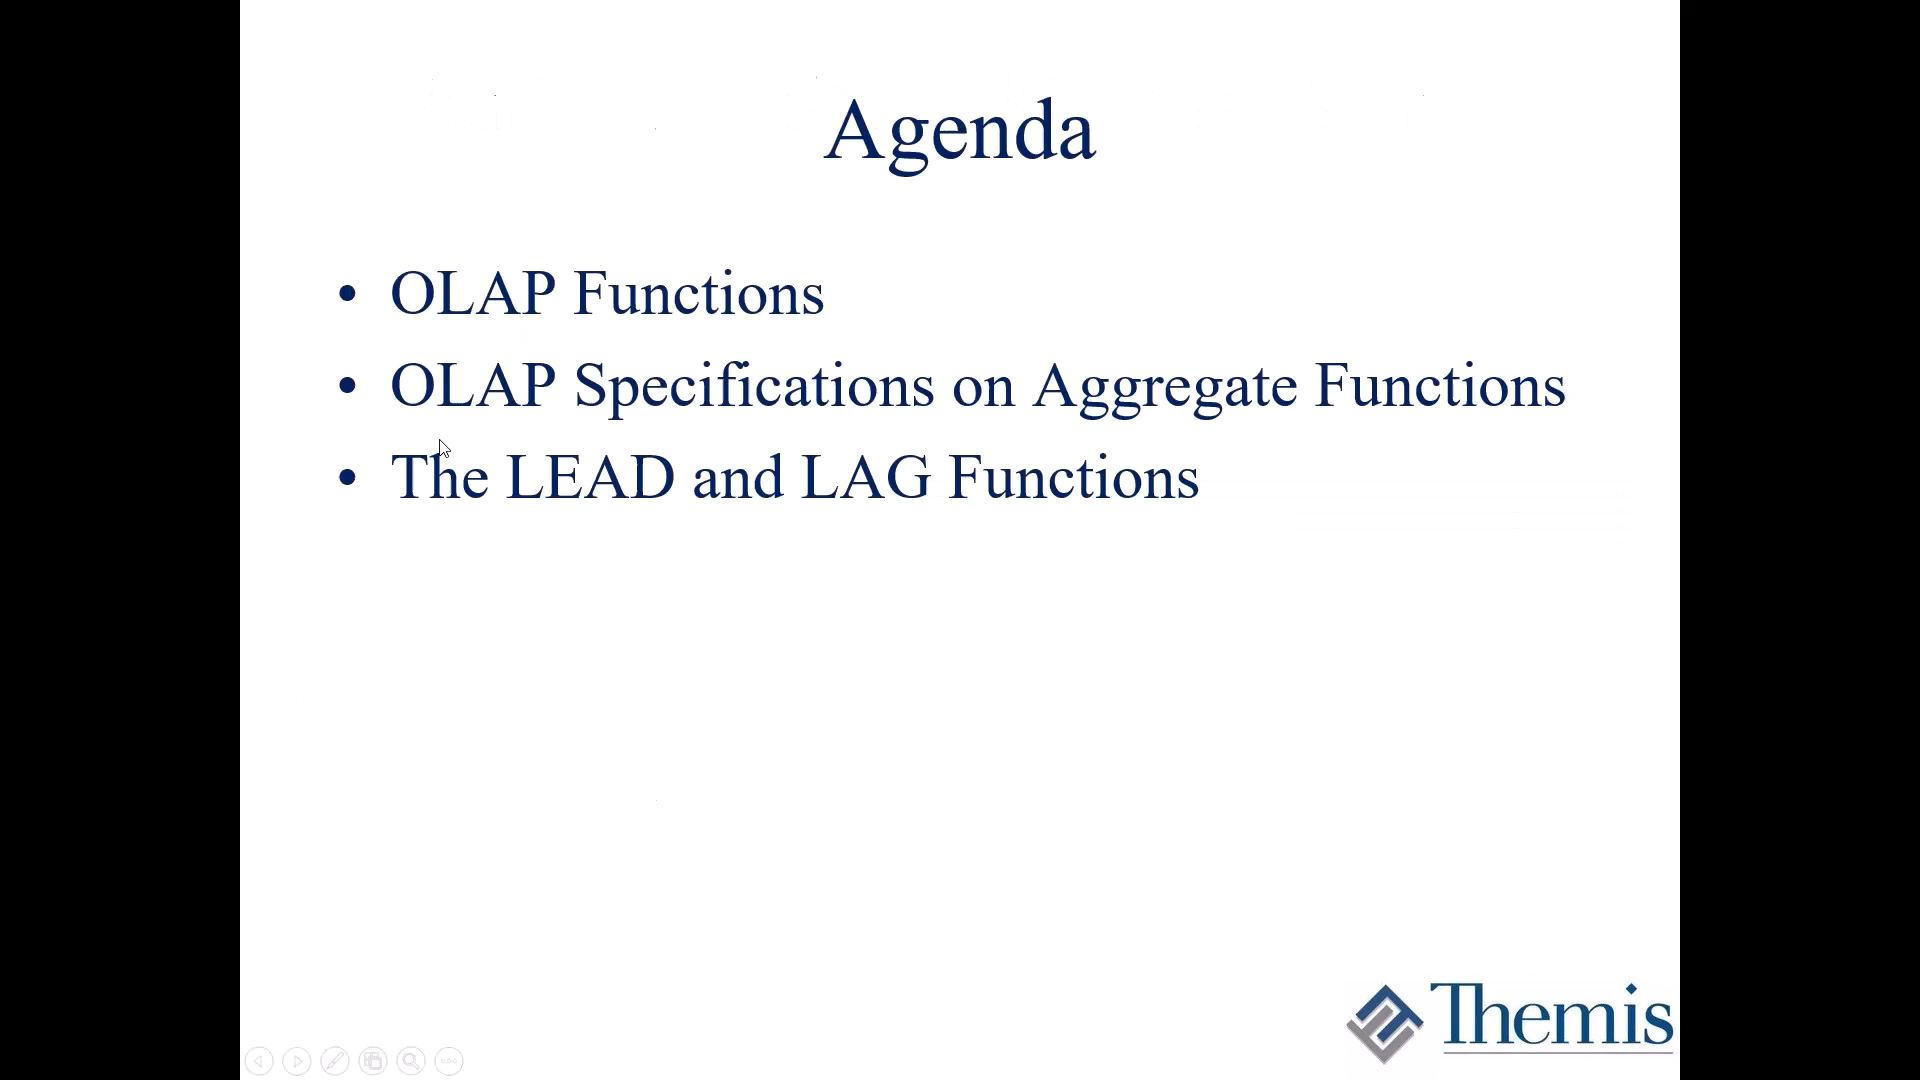 Agenda
• OLAP Functions
• OLAP Specifications on Aggregate Functions
• The LEAD and LAG Functions
Themis